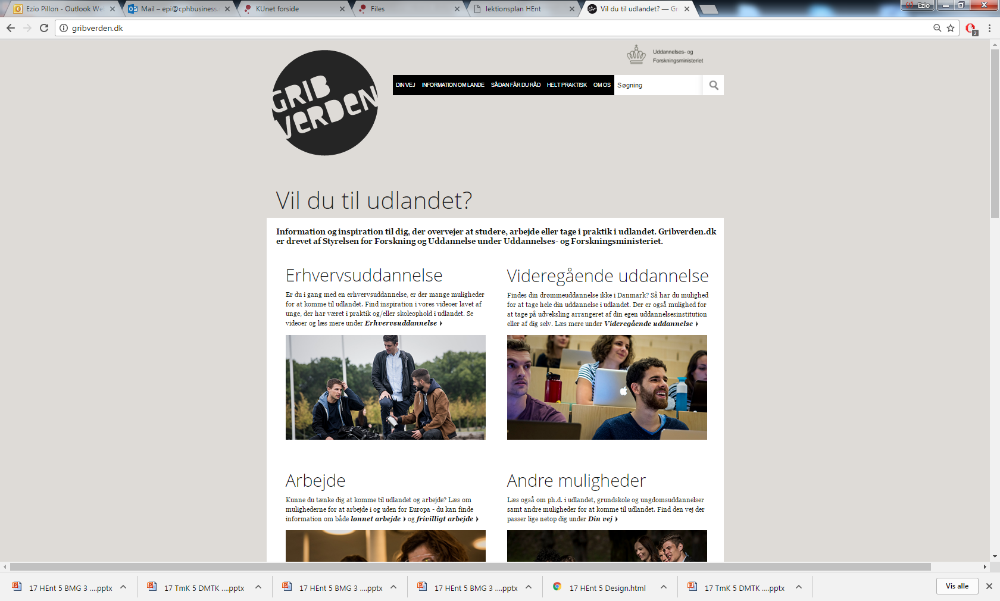 Ezio Pillon - Outlook We
Mail – epi@cphbusiness.
KUnet forside
Files
lektionsplan HEnt
Vil du til udlandet? — Gr
Ezio
gribverden.dk
2
GRIB
VERDEN
Uddannelses- og
Forskningsministeriet
DIN VEJ INFORMATION OM LANDE SÅDAN FÅR DU RÅD HELT PRAKTISK OM OS Søgning
Vil du til udlandet?
Information og inspiration til dig, der overvejer at studere, arbejde eller tage i praktik i udlandet. Gribverden.dk
er drevet af Styrelsen for Forskning og Uddannelse under Uddannelses- og Forskningsministeriet.
Erhvervsuddannelse
Er du i gang med en erhvervsuddannelse, er der mange muligheder
for at komme til udlandet. Find inspiration i vores videoer lavet af
unge, der har været i praktik og/eller skoleophold i udlandet. Se
videoer og læs mere under Erhvervsuddannelse
Videregående uddannelse
Findes din drømmeuddannelse ikke i Danmark? Så har du mulighed
for at tage hele din uddannelse i udlandet. Der er også mulighed for
at tage på udveksling arrangeret af din egen uddannelsesinstitution
eller af dig selv. Læs mere under Videregående uddannelse
Arbejde
Kunne du tænke dig at komme til udlandet og arbejde? Læs om
mulighederne for at arbejde i og uden for Europa - du kan finde
information om både lønnet arbejde og frivilligt arbejde
Andre muligheder
Læs også om ph.d. i udlandet, grundskole og ungdomsuddannelser
samt andre muligheder for at komme til udlandet. Find den vej der
passer lige netop dig under Din vej
17 HEnt 5 BMG 3 ....pptx
17 TmK 5 DMTK ....pptx
17 HEnt 5 BMG 3 ....pptx
17 HEnt 5 BMG 3 ....pptx
17 HEnt 5 Design.html
17 TmK 5 DMTK ....pptx
Vis alle